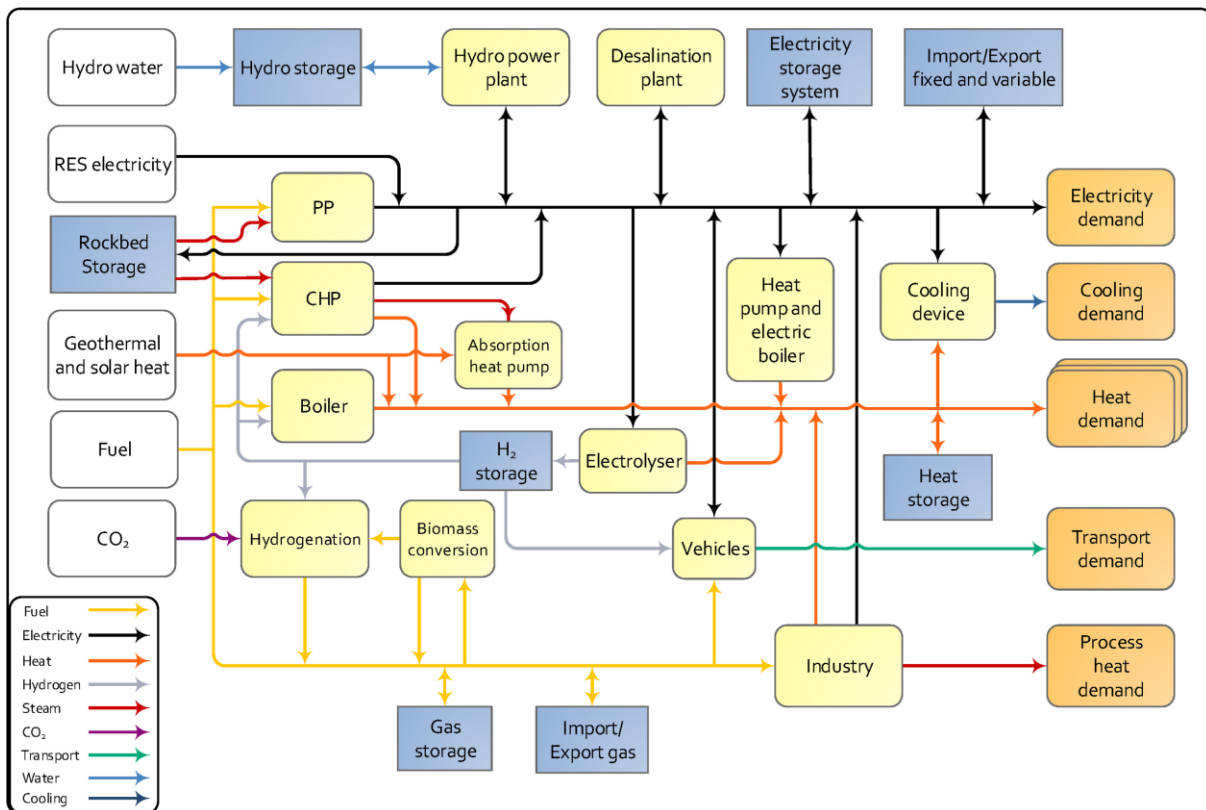 Hydro water
Hydro storage
Hydro power
plant
Desalination
plant
Electricity
storage
system
Import/Export
fixed and variable
RES electricity
PP
Electricity
demand
Rockbed
Storage
CHP
Heat
pump and
electric
boiler
Cooling
device
Cooling
demand
Geothermal
and solar heat
Absorption
heat pump
Boiler
Heat
demand
Fuel
H₂
storage
Electrolyser
Heat
storage
CO₂
Hydrogenation
Biomass
conversion
Vehicles
Transport
demand
Industry
Process
heat
demand
Gas
storage
Import/
Export gas
Fuel
Electricity
Heat
Hydrogen
Steam
CO₂
Transport
Water
Cooling